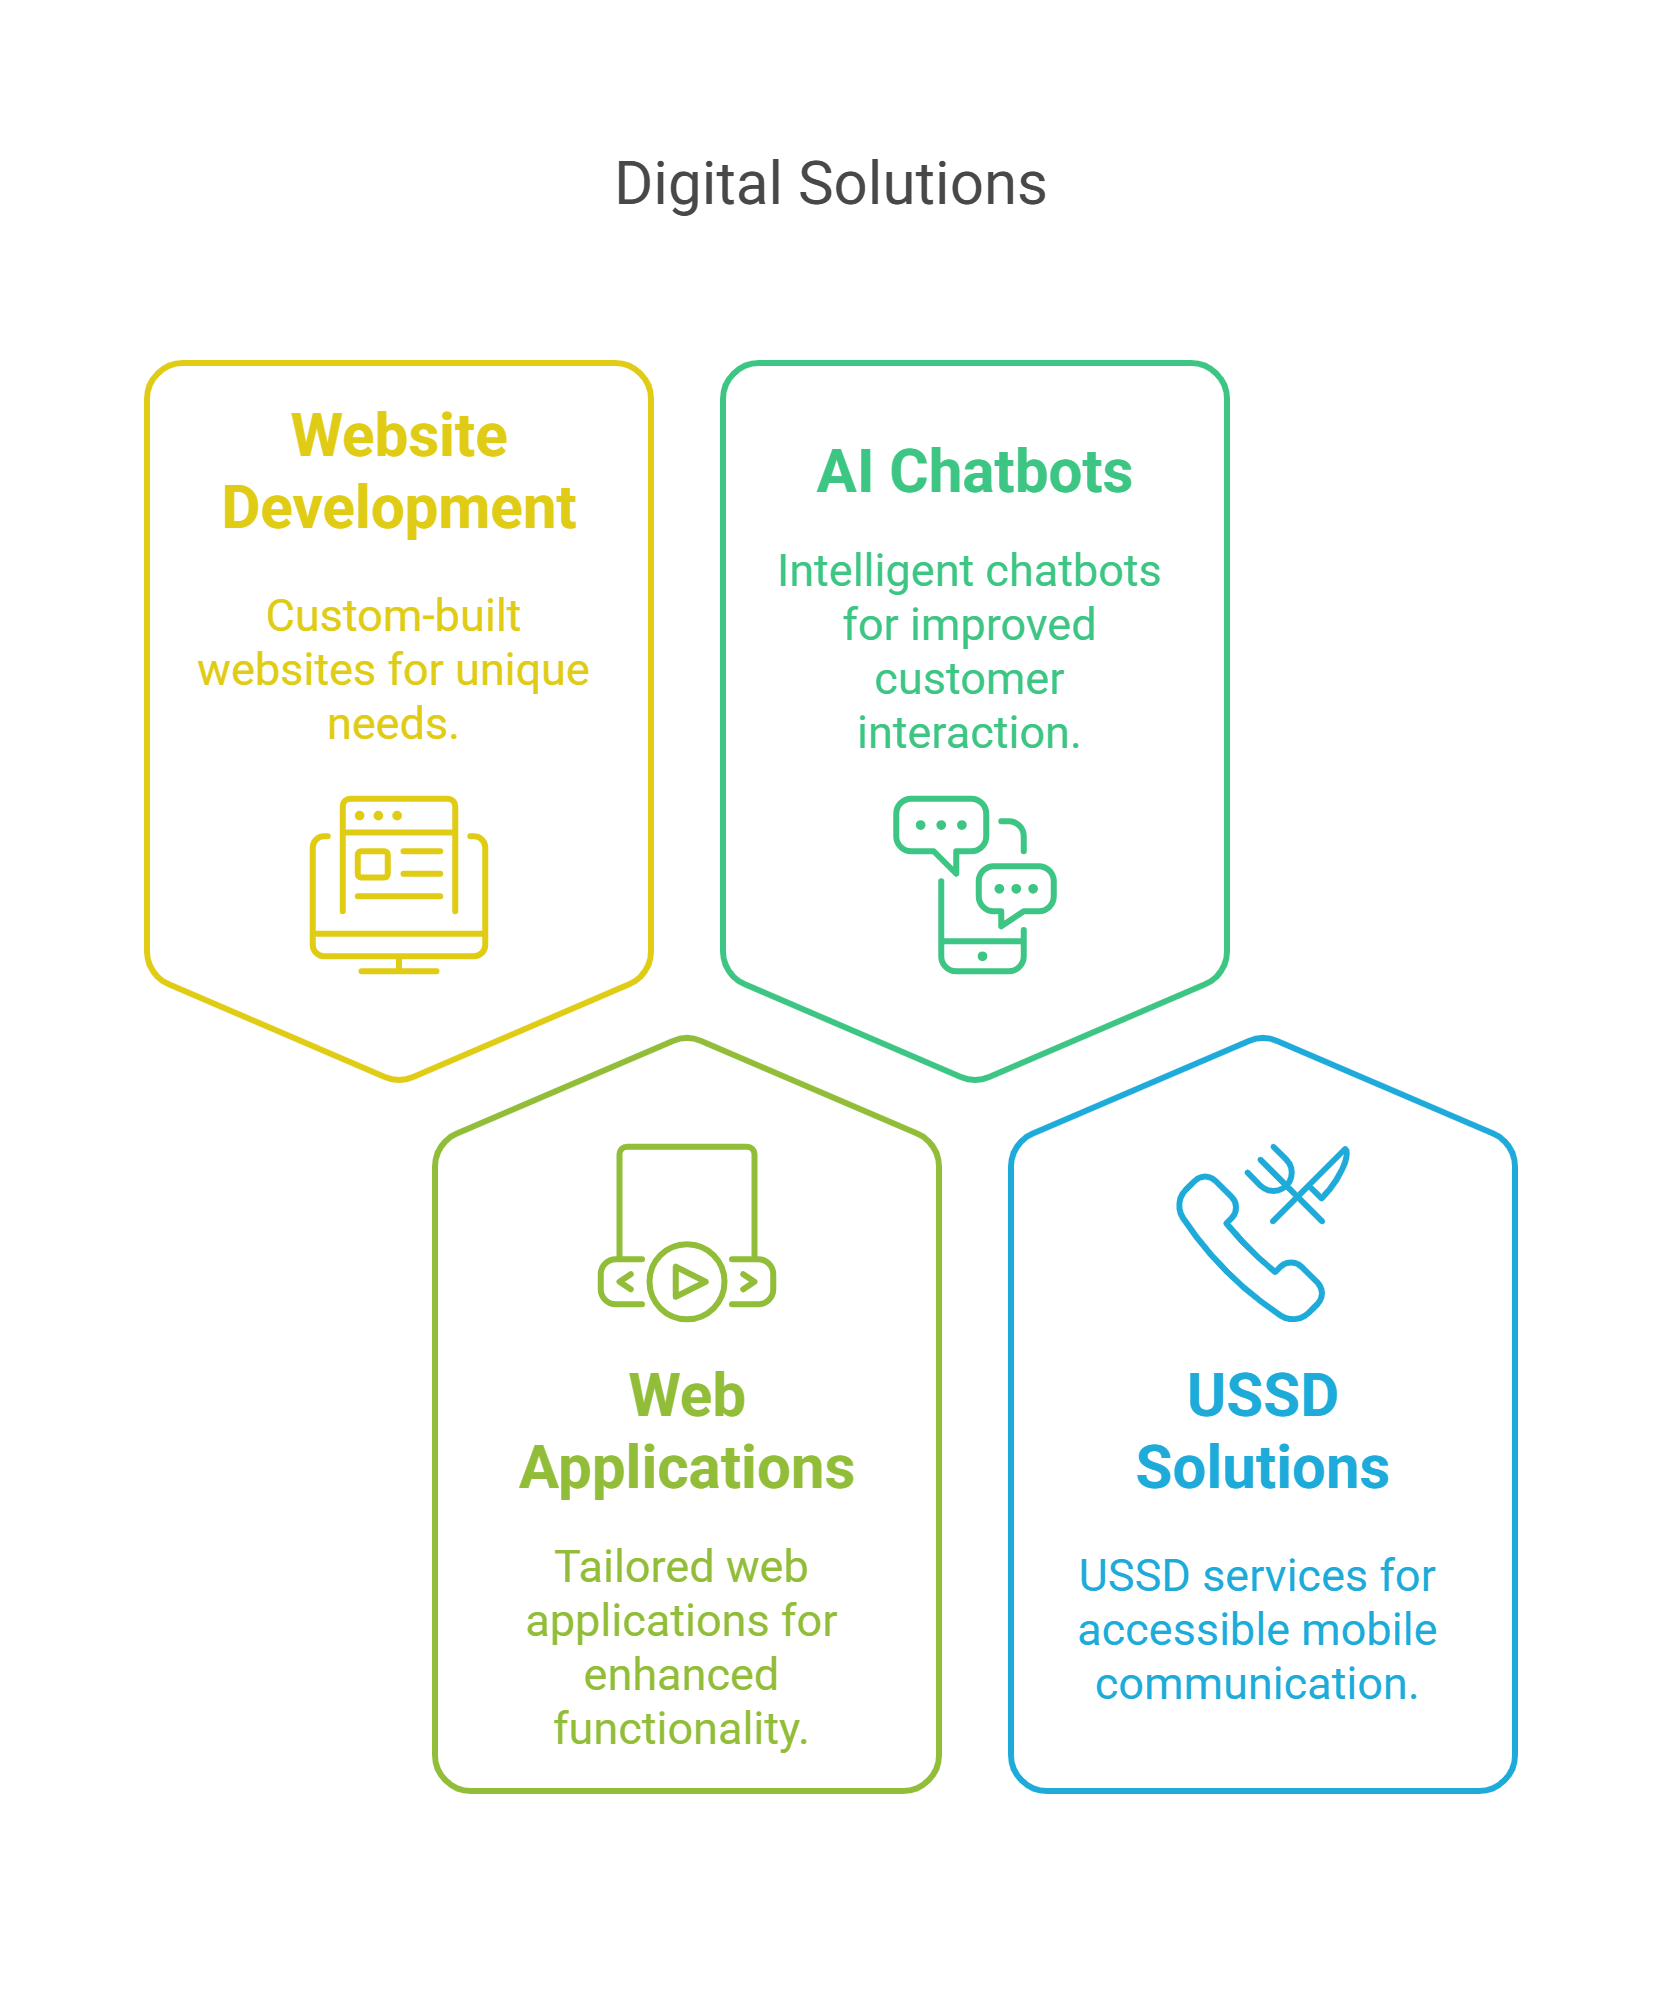 Digital Solutions
Website
Development
Custom-built
websites for unique
needs.
AI Chatbots
Intelligent chatbots
for improved
customer
interaction.
Web
Applications
Tailored web
applications for
enhanced
functionality.
USSD
Solutions
USSD services for
accessible mobile
communication.